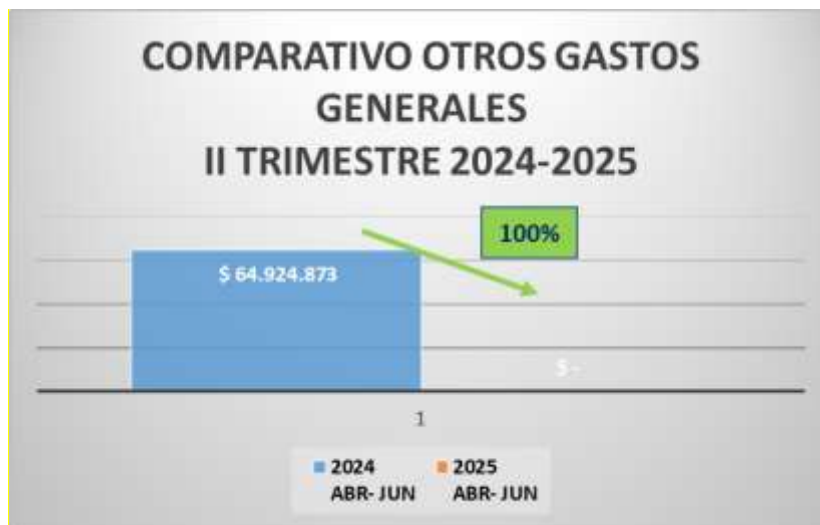 COMPARATIVO OTROS GASTOS
GENERALES
II TRIMESTRE 2024-2025
100%
$ 64.924.873
$ -
1
2024
ABR- JUN
2025
ABR- JUN